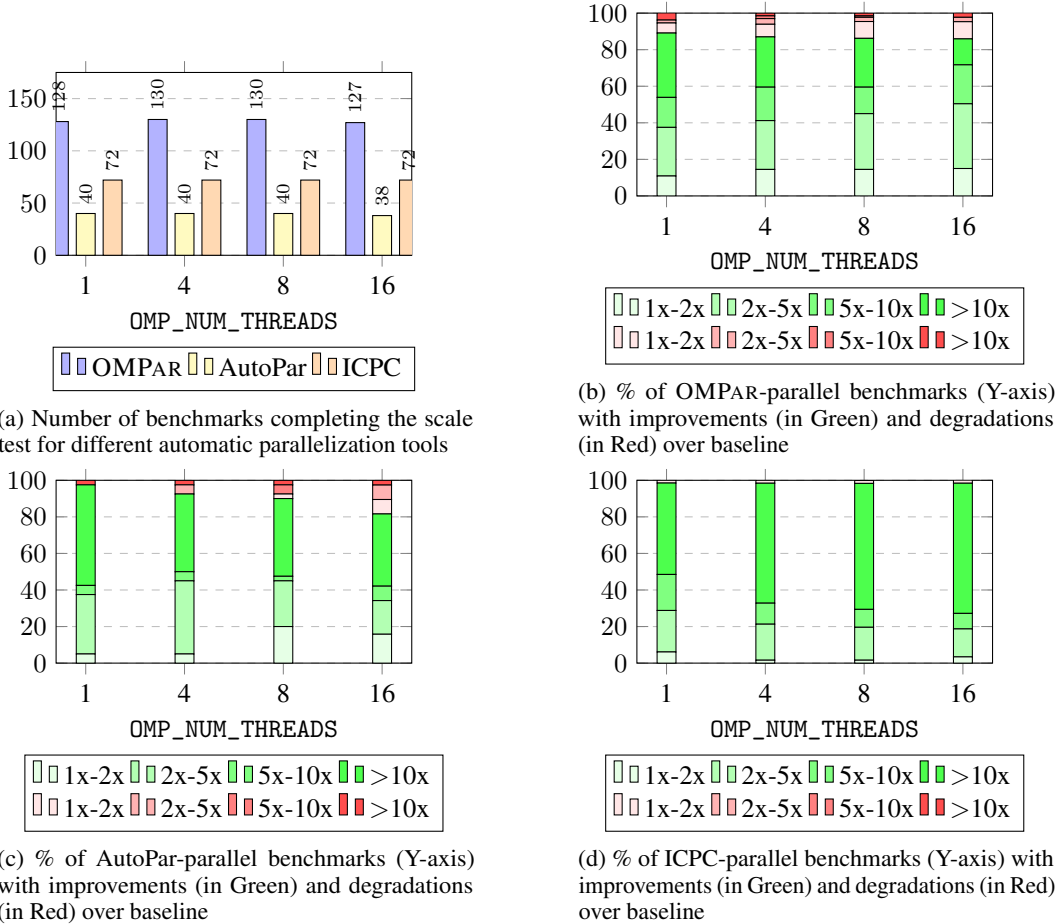 150
100
50
0
128
40
72
130
40
72
130
40
72
127
38
72
1 4 8 16
OMP_NUM_THREADS
OMPAR AutoPar ICPC
(a) Number of benchmarks completing the scale
test for different automatic parallelization tools
100
80
60
40
20
0
1 4 8 16
OMP_NUM_THREADS
1x-2x 2x-5x 5x-10x >10x
1x-2x 2x-5x 5x-10x >10x
(b) % of OMPAR-parallel benchmarks (Y-axis)
with improvements (in Green) and degradations
(in Red) over baseline
100
80
60
40
20
0
1 4 8 16
OMP_NUM_THREADS
1x-2x 2x-5x 5x-10x >10x
1x-2x 2x-5x 5x-10x >10x
(c) % of AutoPar-parallel benchmarks (Y-axis)
with improvements (in Green) and degradations
(in Red) over baseline
100
80
60
40
20
0
1 4 8 16
OMP_NUM_THREADS
1x-2x 2x-5x 5x-10x >10x
1x-2x 2x-5x 5x-10x >10x
(d) % of ICPC-parallel benchmarks (Y-axis) with
improvements (in Green) and degradations (in Red)
over baseline